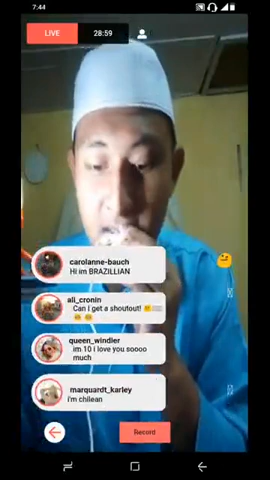 7:44
LIVE 28:59
carolanne-bauch
Hi im BRAZILLIAN
ali_cronin
Can i get a shoutout!
queen_windler
im 10 i love you soooo
much
marquardt_karley
i'm chilean
Record